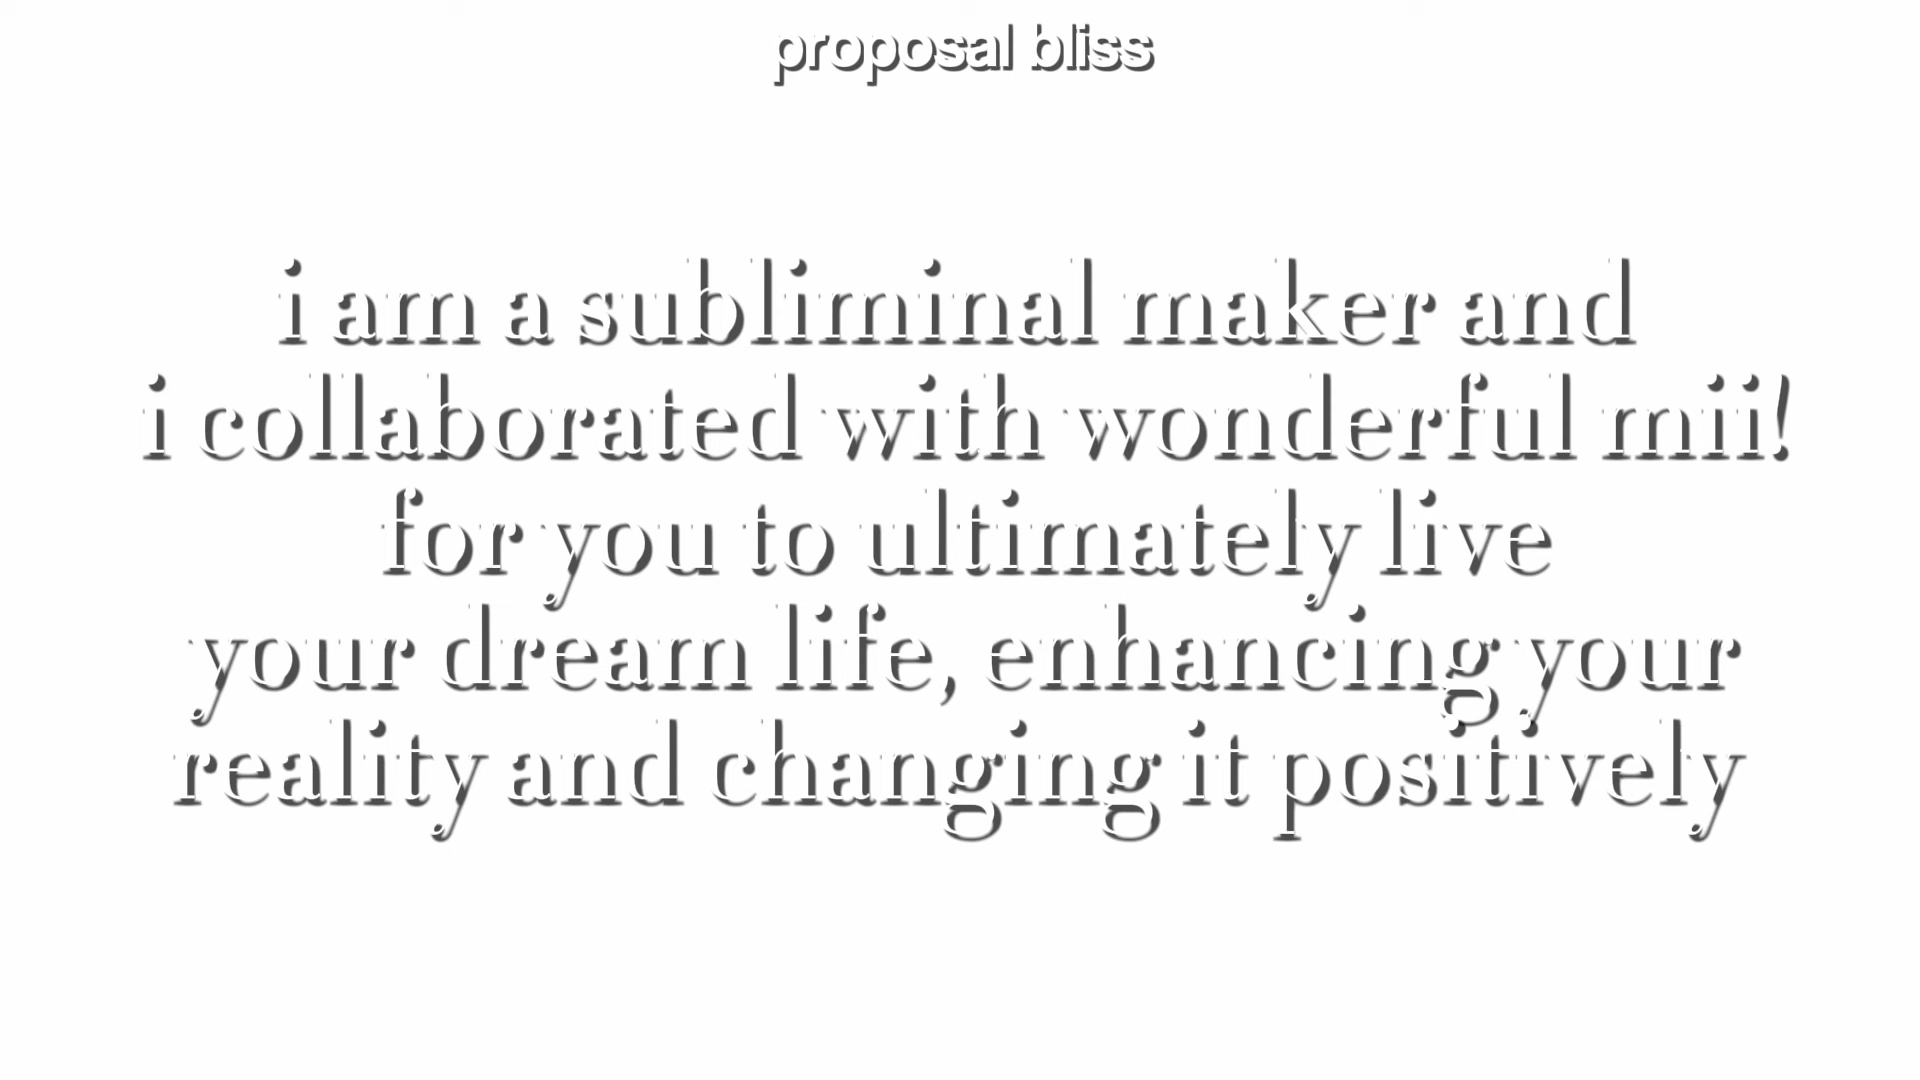 proposal bliss
i am a subliminal maker and
i collaborated with wonderful mii!
for you to ultimately live
your dream life, enhancing your
reality and changing it positively